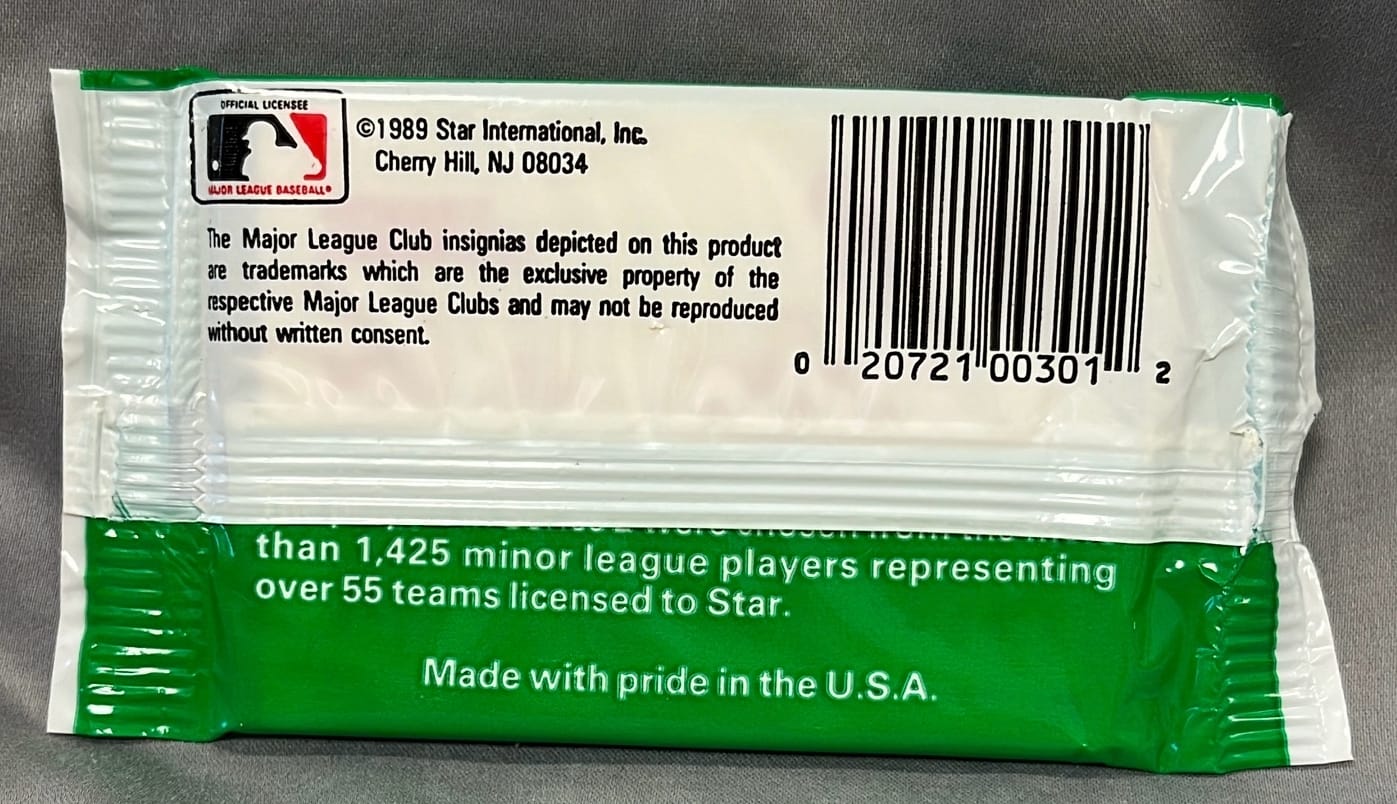 OFFICIAL LICENSEE
MAJOR LEAGUE BASEBALL®
©1989 Star International, Inc.
Cherry Hill, NJ 08034
The Major League Club insignias depicted on this product
are trademarks which are the exclusive property of the
respective Major League Clubs and may not be reproduced
without written consent.
0 20721 00301 2
than 1,425 minor league players representing
over 55 teams licensed to Star.
Made with pride in the U.S.A.